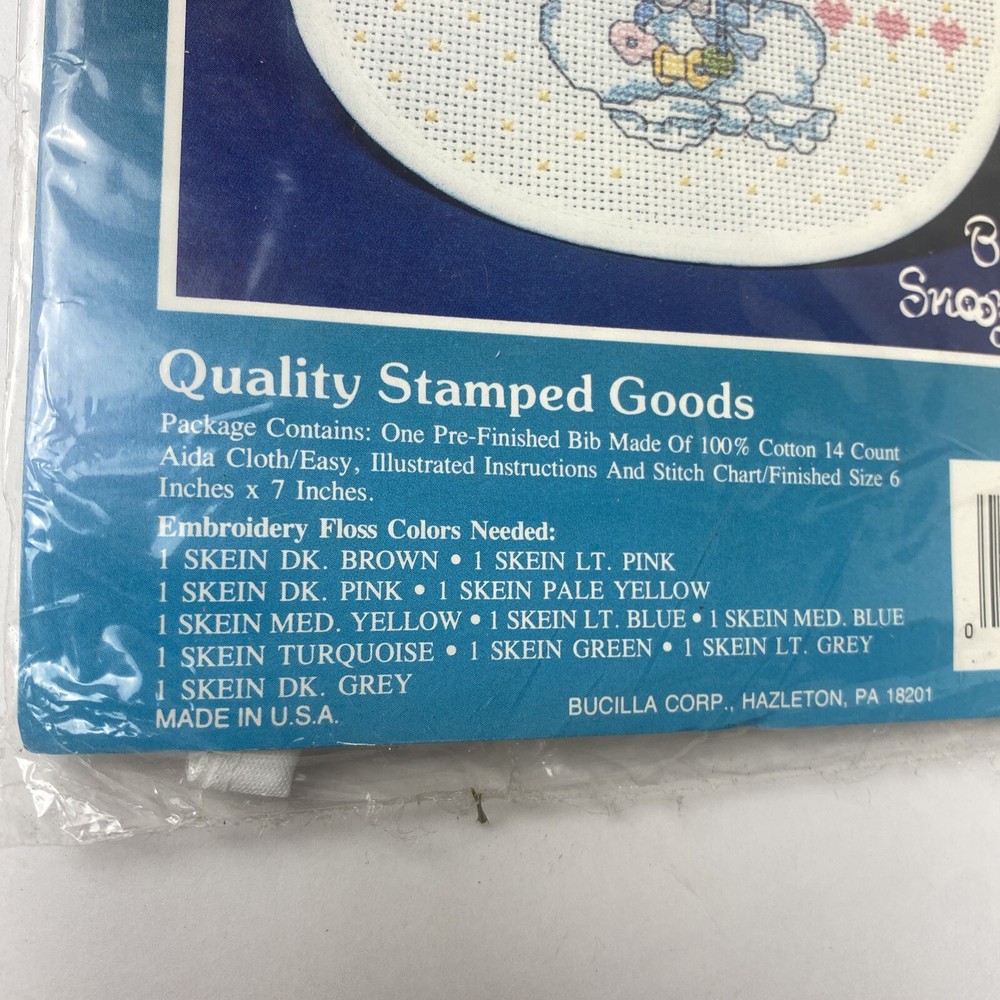 Quality Stamped Goods
Package Contains: One Pre-Finished Bib Made Of 100% Cotton 14 Count
Aida Cloth/Easy, Illustrated Instructions And Stitch Chart/Finished Size 6
Inches x 7 Inches.
Embroidery Floss Colors Needed:
1 SKEIN DK. BROWN • 1 SKEIN LT. PINK
1 SKEIN DK. PINK • 1 SKEIN PALE YELLOW
1 SKEIN MED. YELLOW • 1 SKEIN LT. BLUE • 1 SKEIN MED. BLUE
1 SKEIN TURQUOISE • 1 SKEIN GREEN • 1 SKEIN LT. GREY
1 SKEIN DK. GREY
MADE IN U.S.A.
BUCILLA CORP., HAZLETON, PA 18201
0